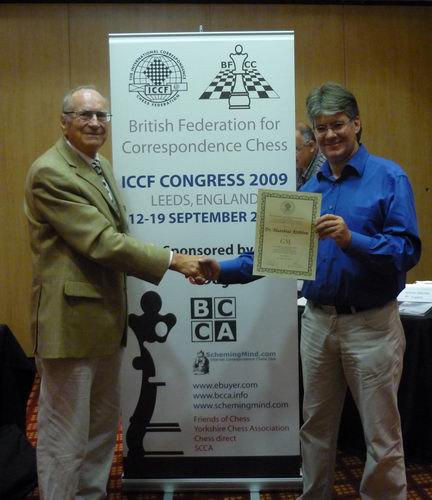 THE INTERNATIONAL CORRESPONDENCE
ICCF
CHESS FEDERATION
BF CC
British Federation for
Correspondence Chess
ICCF CONGRESS 2009
LEEDS, ENGLAND
12-19 SEPTEMBER 2
Sponsored by
GM
BC
CA
SchemingMind.com
www.ebuyer.com
www.bcca.info
www.schemingmind.com
Friends of Chess
Yorkshire Chess Association
Chess direct
SCCA